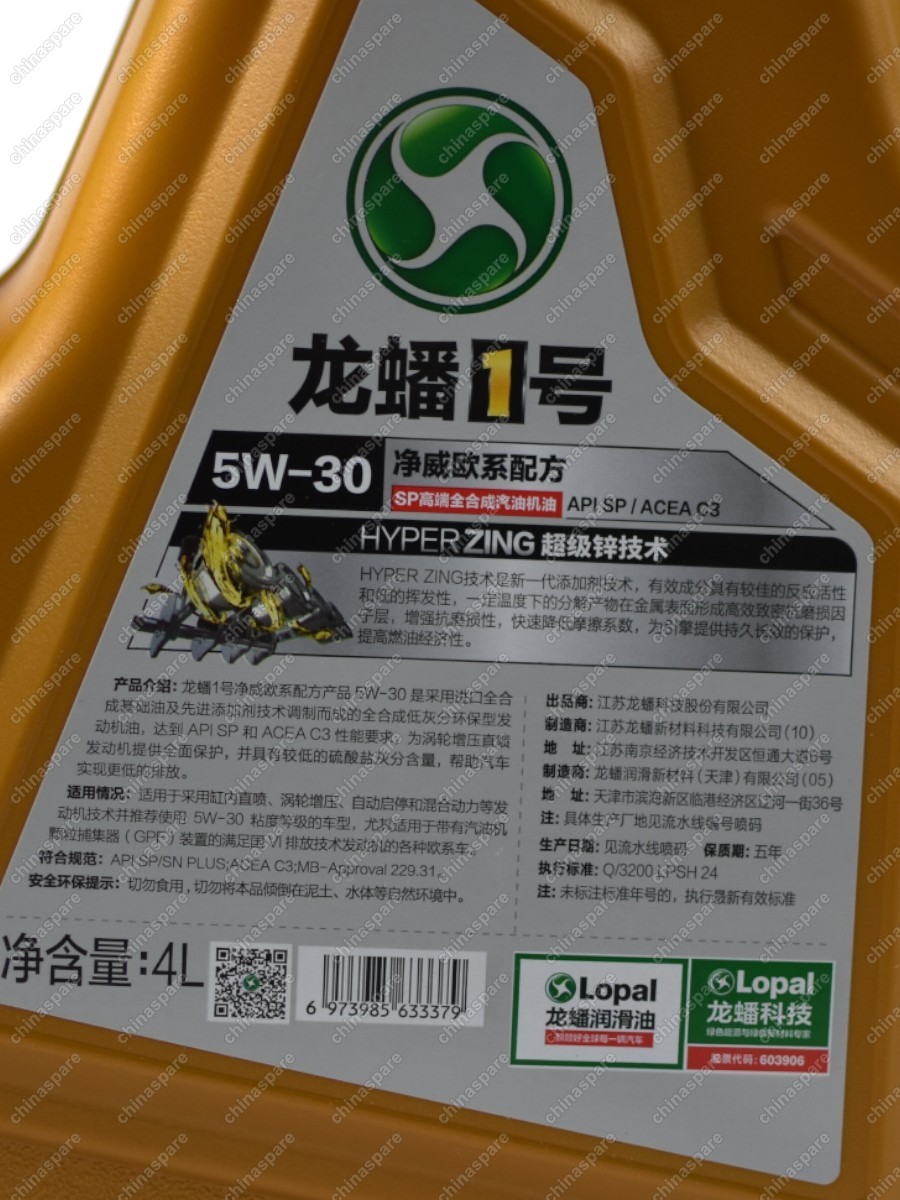 龙蟠1号
5W-30
净威欧系配方
SP高端全合成汽油机油 API SP / ACEA C3
HYPER ZING 超级锌技术
HYPER ZING技术是新一代添加剂技术，有效成分具有较佳的反应活性
和低的挥发性，一定温度下的分解产物在金属表面形成高效致密抗磨损因
子层，增强抗磨损性，快速降低摩擦系数，为引擎提供持久长效的保护，
提高燃油经济性。
产品介绍：龙蟠1号净威欧系配方产品 5W-30 是采用进口全合
成基础油及先进添加剂技术调制而成的全合成低灰分环保型发
动机油，达到 API SP 和 ACEA C3 性能要求，为涡轮增压直喷
发动机提供全面保护，并具有较低的硫酸盐灰分含量，帮助汽车
实现更低的排放。
适用情况：适用于采用缸内直喷、涡轮增压、自动启停和混合动力等发
动机技术并推荐使用 5W-30 粘度等级的车型，尤其适用于带有汽油机
颗粒捕集器（GPF）装置的满足国Ⅵ排放技术发动机的各种欧系车。
符合规范：API SP/SN PLUS;ACEA C3;MB-Approval 229.31。
安全环保提示：切勿食用，切勿将本品倾倒在泥土、水体等自然环境中。
出品商：江苏龙蟠科技股份有限公司
制造商：江苏龙蟠新材料科技有限公司(10)
地 址：江苏南京经济技术开发区恒通大道6号
制造商：龙蟠润滑新材料（天津）有限公司(05)
地 址：天津市滨海新区临港经济区辽河一街36号
注：具体生产厂地见流水线编号喷码
生产日期：见流水线喷码 保质期：五年
执行标准：Q/3200 LPSH 24
注：未标注标准年号的，执行最新有效标准
净含量：4L
6 973985 633379
Lopal
龙蟠润滑油
Lopal
龙蟠科技
绿色能源与绿色新材料专家
股票代码：603906
chinaspare